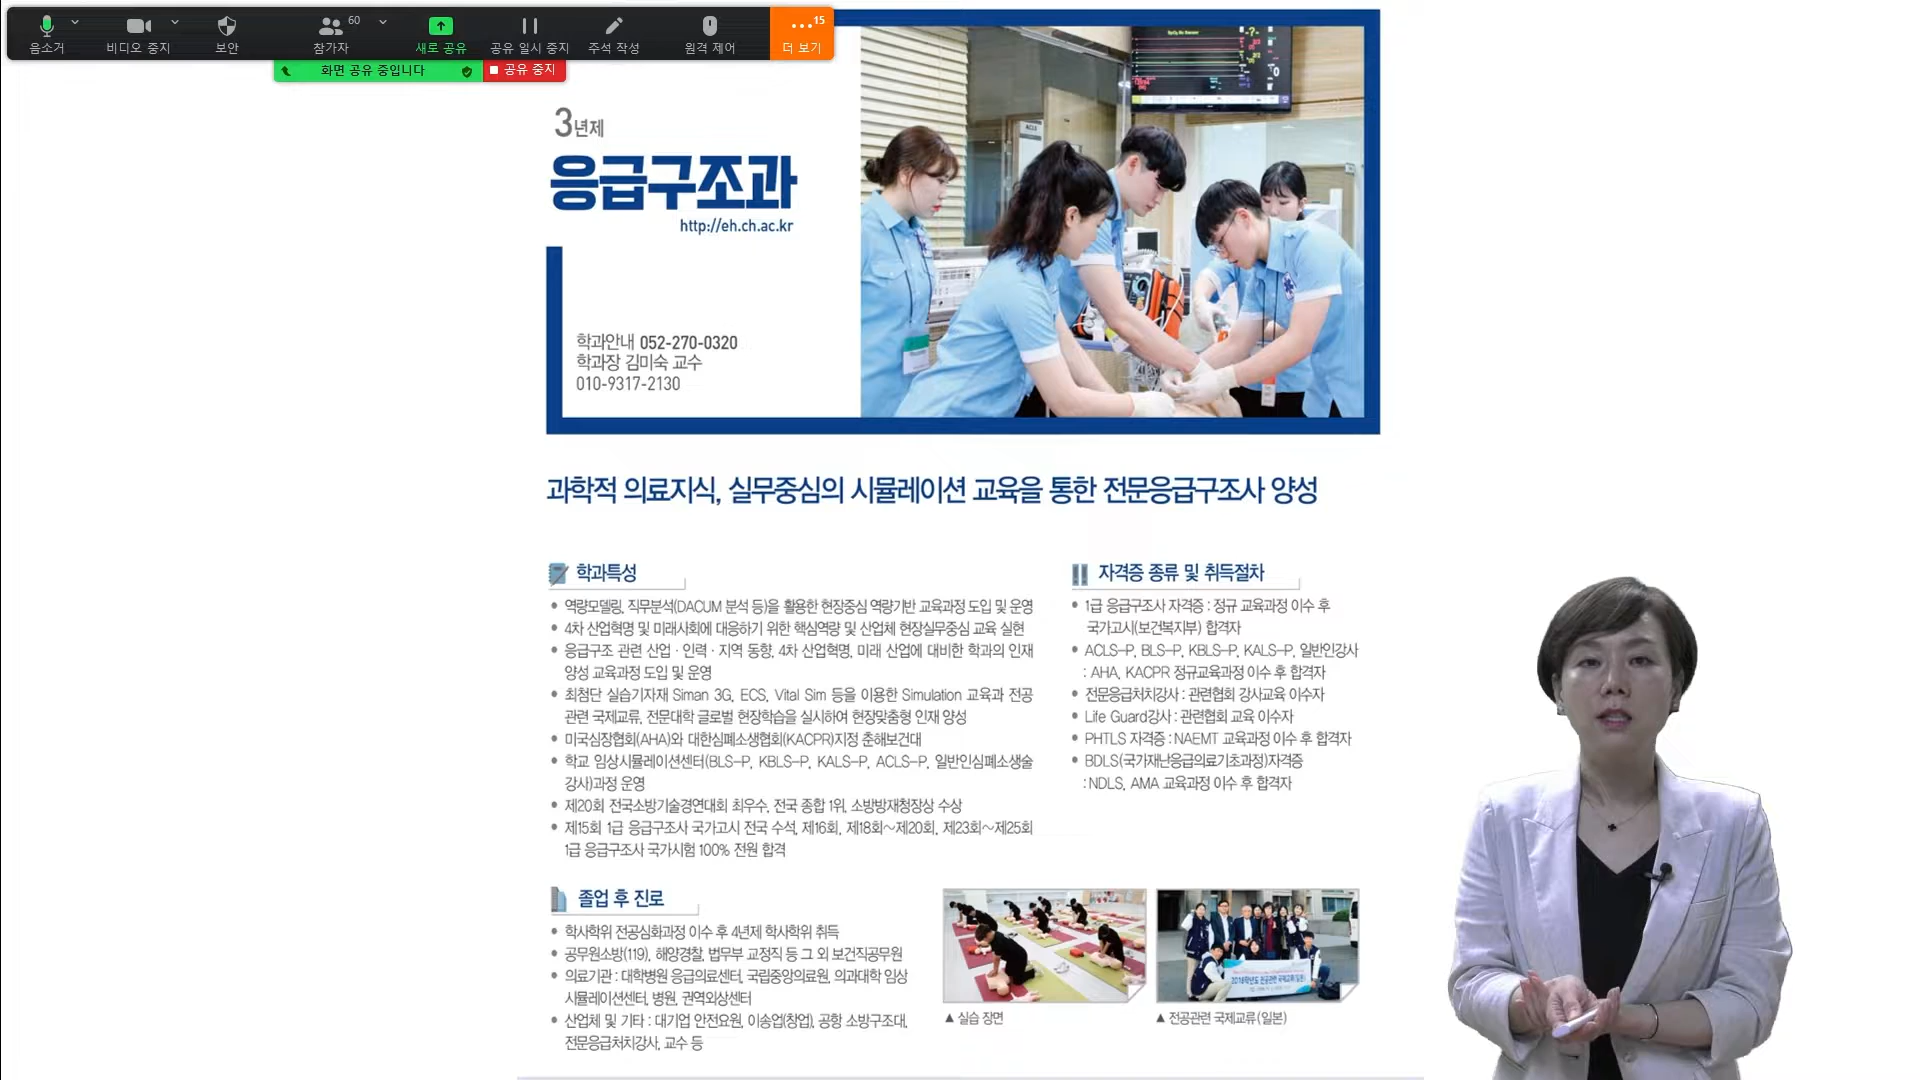 음소거
비디오 중지
보안
60
참가자
새로 공유
공유 일시 중지
주석 작성
원격 제어
15
더 보기
화면 공유 중입니다
공유 중지
3년제
응급구조과
http://eh.ch.ac.kr
학과안내 052-270-0320
학과장 김미숙 교수
010-9317-2130
ACLS
과학적 의료지식, 실무중심의 시뮬레이션 교육을 통한 전문응급구조사 양성
학과특성
• 역량모델링, 직무분석(DACUM 분석 등)을 활용한 현장중심 역량기반 교육과정 도입 및 운영
• 4차 산업혁명 및 미래사회에 대응하기 위한 핵심역량 및 산업체 현장실무중심 교육 실현
• 응급구조 관련 산업·인력·지역 동향, 4차 산업혁명, 미래 산업에 대비한 학과의 인재
양성 교육과정 도입 및 운영
• 최첨단 실습기자재 Siman 3G, ECS, Vital Sim 등을 이용한 Simulation 교육과 전공
관련 국제교류, 전문대학 글로벌 현장학습을 실시하여 현장맞춤형 인재 양성
• 미국심장협회(AHA)와 대한심폐소생협회(KACPR)지정 춘해보건대
• 학교 임상시뮬레이션센터(BLS-P, KBLS-P, KALS-P, ACLS-P, 일반인심폐소생술
강사)과정 운영
• 제20회 전국소방기술경연대회 최우수, 전국 종합 1위, 소방방재청장상 수상
• 제15회 1급 응급구조사 국가고시 전국 수석, 제16회, 제18회~제20회, 제23회~제25회
1급 응급구조사 국가시험 100% 전원 합격
자격증 종류 및 취득절차
• 1급 응급구조사 자격증 : 정규 교육과정 이수 후
국가고시(보건복지부) 합격자
• ACLS-P, BLS-P, KBLS-P, KALS-P, 일반인강사
: AHA, KACPR 정규교육과정 이수 후 합격자
• 전문응급처치강사 : 관련협회 강사교육 이수자
• Life Guard강사 : 관련협회 교육 이수자
• PHTLS 자격증 : NAEMT 교육과정 이수 후 합격자
• BDLS(국가재난응급의료기초과정)자격증
: NDLS, AMA 교육과정 이수 후 합격자
졸업 후 진로
• 학사학위 전공심화과정 이수 후 4년제 학사학위 취득
• 공무원소방(119), 해양경찰, 법무부 교정직 등 그 외 보건직공무원
• 의료기관 : 대학병원 응급의료센터, 국립중앙의료원, 의과대학 임상
시뮬레이션센터, 병원, 권역외상센터
• 산업체 및 기타 : 대기업 안전요원, 이송업(창업), 공항 소방구조대,
전문응급처치강사, 교수 등
▲ 실습 장면
▲ 전공관련 국제교류(일본)